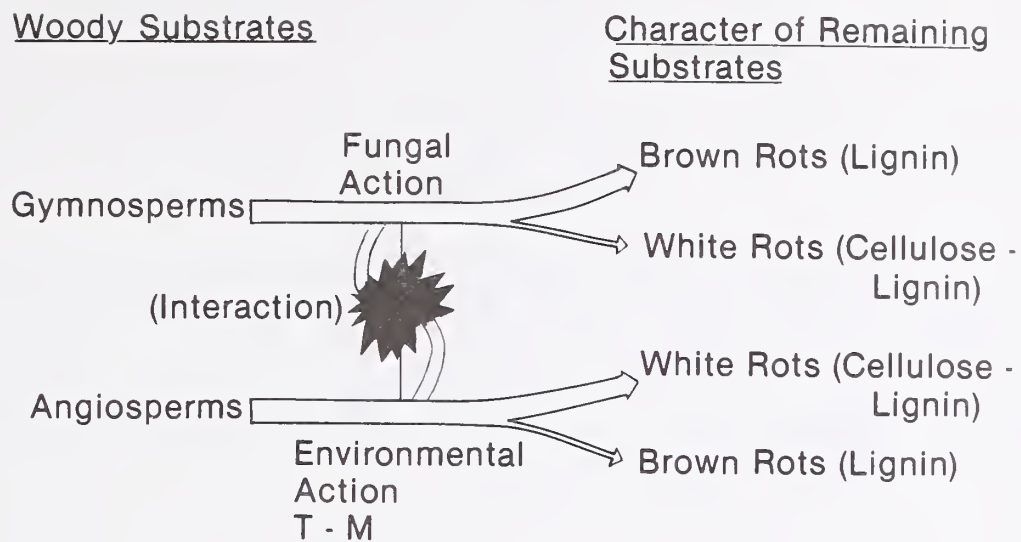 Woody Substrates
Character of Remaining
Substrates
Fungal
Action
Gymnosperms
Brown Rots (Lignin)
White Rots (Cellulose -
Lignin)
(Interaction)
Angiosperms
White Rots (Cellulose -
Lignin)
Brown Rots (Lignin)
Environmental
Action
T - M